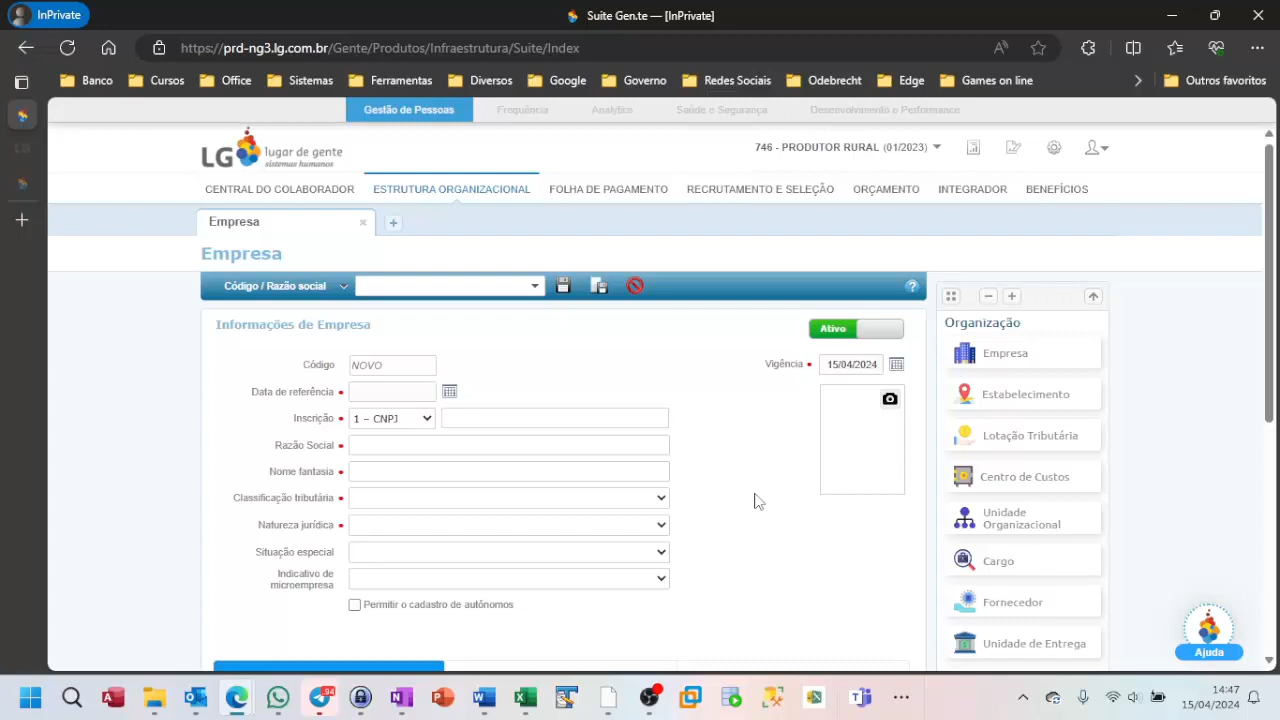 InPrivate
Suite Gen.te — [InPrivate]
https://prd-ng3.lg.com.br/Gente/Produtos/Infraestrutura/Suite/Index
Banco
Cursos
Office
Sistemas
Ferramentas
Diversos
Google
Governo
Redes Sociais
Odebrecht
Edge
Games on line
Outros favoritos
Gestão de Pessoas
Frequência
Analytics
Saúde e Segurança
Desenvolvimento e Performance
LG lugar de gente
sistemas humanos
746 - PRODUTOR RURAL (01/2023)
CENTRAL DO COLABORADOR
ESTRUTURA ORGANIZACIONAL
FOLHA DE PAGAMENTO
RECRUTAMENTO E SELEÇÃO
ORÇAMENTO
INTEGRADOR
BENEFÍCIOS
Empresa
Empresa
Código / Razão social
Informações de Empresa
Ativo
Código
NOVO
Vigência
15/04/2024
Data de referência
Inscrição
1 – CNPJ
Razão Social
Nome fantasia
Classificação tributária
Natureza jurídica
Situação especial
Indicativo de
microempresa
Permitir o cadastro de autônomos
Organização
Empresa
Estabelecimento
Lotação Tributária
Centro de Custos
Unidade
Organizacional
Cargo
Fornecedor
Unidade de Entrega
Ajuda
94
14:47
15/04/2024